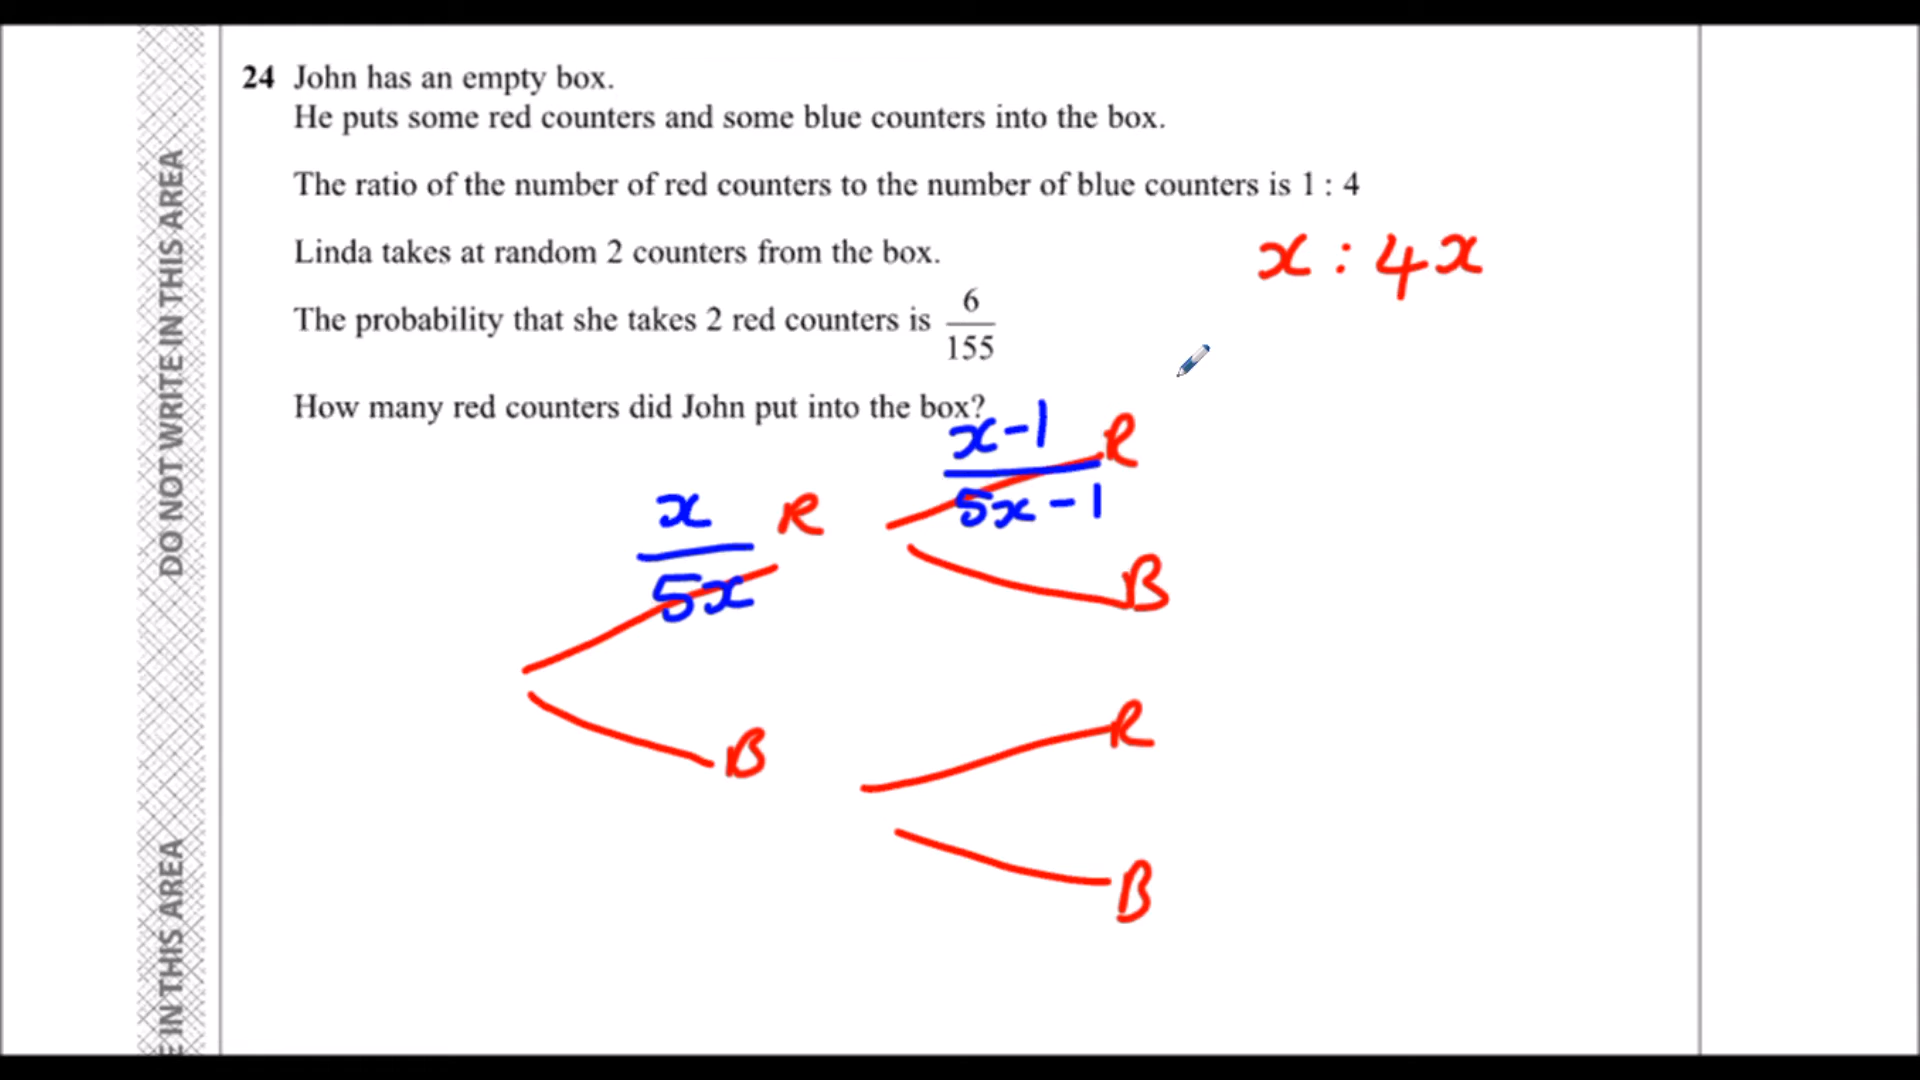 24 John has an empty box.
He puts some red counters and some blue counters into the box.
The ratio of the number of red counters to the number of blue counters is 1 : 4
x : 4x
Linda takes at random 2 counters from the box.
The probability that she takes 2 red counters is 6/155
How many red counters did John put into the box?
x-1
5x-1
R
x
5x
R
B
B
R
B
DO NOT WRITE IN THIS AREA
E IN THIS AREA